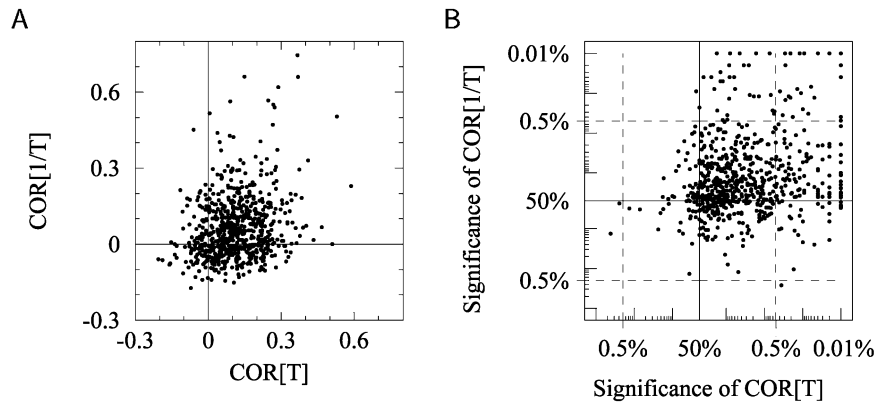 A
B
COR[1/T]
0.6
0.3
0
-0.3
-0.3
0
0.3
0.6
COR[T]
Significance of COR[1/T]
0.01%
0.5%
50%
0.5%
0.5%
50%
0.5%
0.01%
Significance of COR[T]